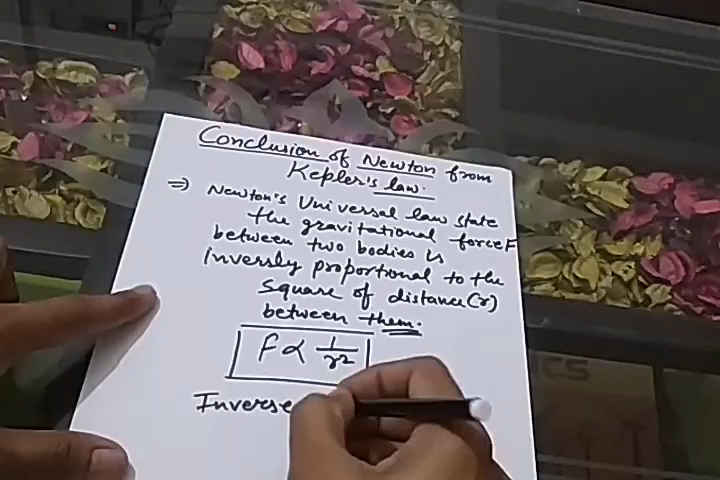 Conclusion of Newton from
Kepler's law.
⇒ Newton's Universal law state
the gravitational force F
between two bodies is
inversly proportional to the
square of distance (r)
between them.
F ∝ 1/r²
Inverse